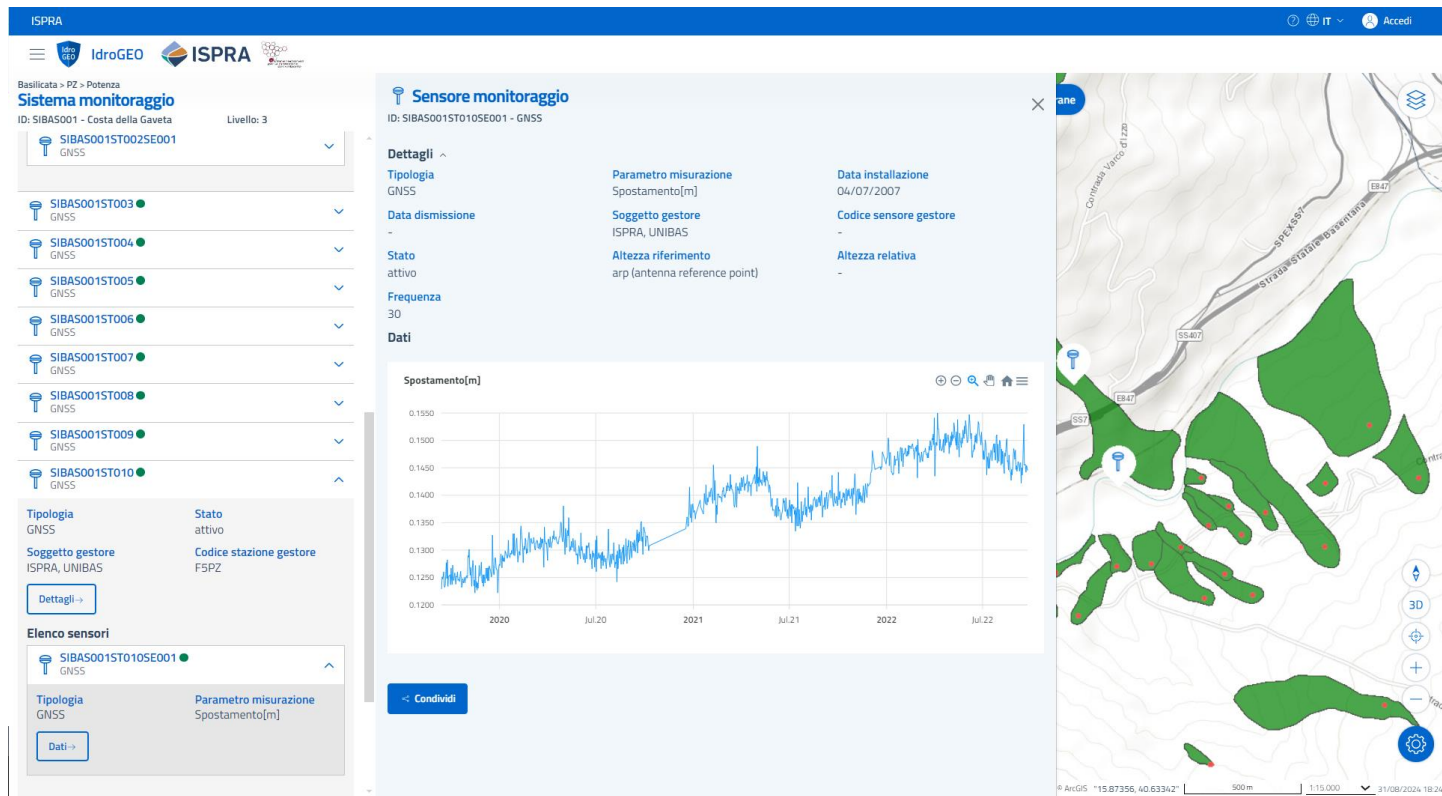 ISPRA
IT
Accedi
Idro
GEO
IdroGEO
ISPRA
Basilicata > PZ > Potenza
Sistema monitoraggio
ID: SIBAS001 - Costa della Gaveta
Livello: 3
SIBAS001ST002SE001
GNSS
SIBAS001ST003
GNSS
SIBAS001ST004
GNSS
SIBAS001ST005
GNSS
SIBAS001ST006
GNSS
SIBAS001ST007
GNSS
SIBAS001ST008
GNSS
SIBAS001ST009
GNSS
SIBAS001ST010
GNSS
Tipologia
GNSS
Stato
attivo
Soggetto gestore
ISPRA, UNIBAS
Codice stazione gestore
F5PZ
Dettagli→
Elenco sensori
SIBAS001ST010SE001
GNSS
Tipologia
GNSS
Parametro misurazione
Spostamento[m]
Dati→
Sensore monitoraggio
ID: SIBAS001ST010SE001 - GNSS
Dettagli
Tipologia
GNSS
Parametro misurazione
Spostamento[m]
Data installazione
04/07/2007
Data dismissione
-
Soggetto gestore
ISPRA, UNIBAS
Codice sensore gestore
-
Stato
attivo
Altezza riferimento
arp (antenna reference point)
Altezza relativa
-
Frequenza
30
Dati
Spostamento[m]
0.1550
0.1500
0.1450
0.1400
0.1350
0.1300
0.1250
0.1200
2020
Jul.20
2021
Jul.21
2022
Jul.22
Condividi
rane
Contrada Varco d'Izzo
E847
SPEXSS7
Strada Statale Basentana
SS407
E847
SS7
Contra
3D
trad
© ArcGIS
"15.87356, 40.63342"
500 m
1:15.000
31/08/2024 18:24